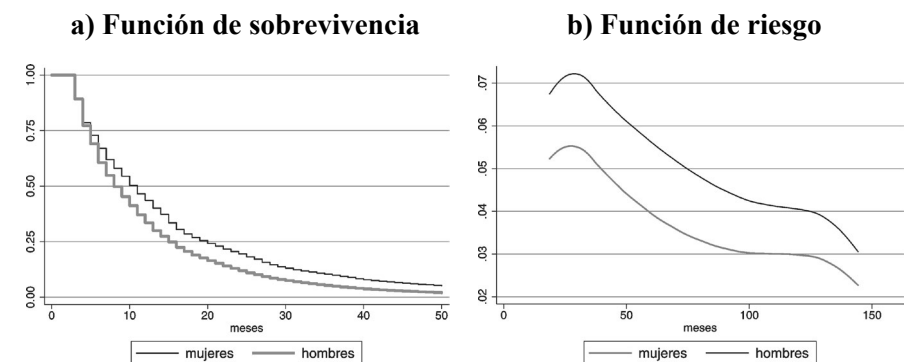 a) Función de sobrevivencia
1.00
0.75
0.50
0.25
0.00
0 10 20 30 40 50
meses
mujeres hombres
b) Función de riesgo
.07
.06
.05
.04
.03
.02
0 50 100 150
meses
mujeres hombres